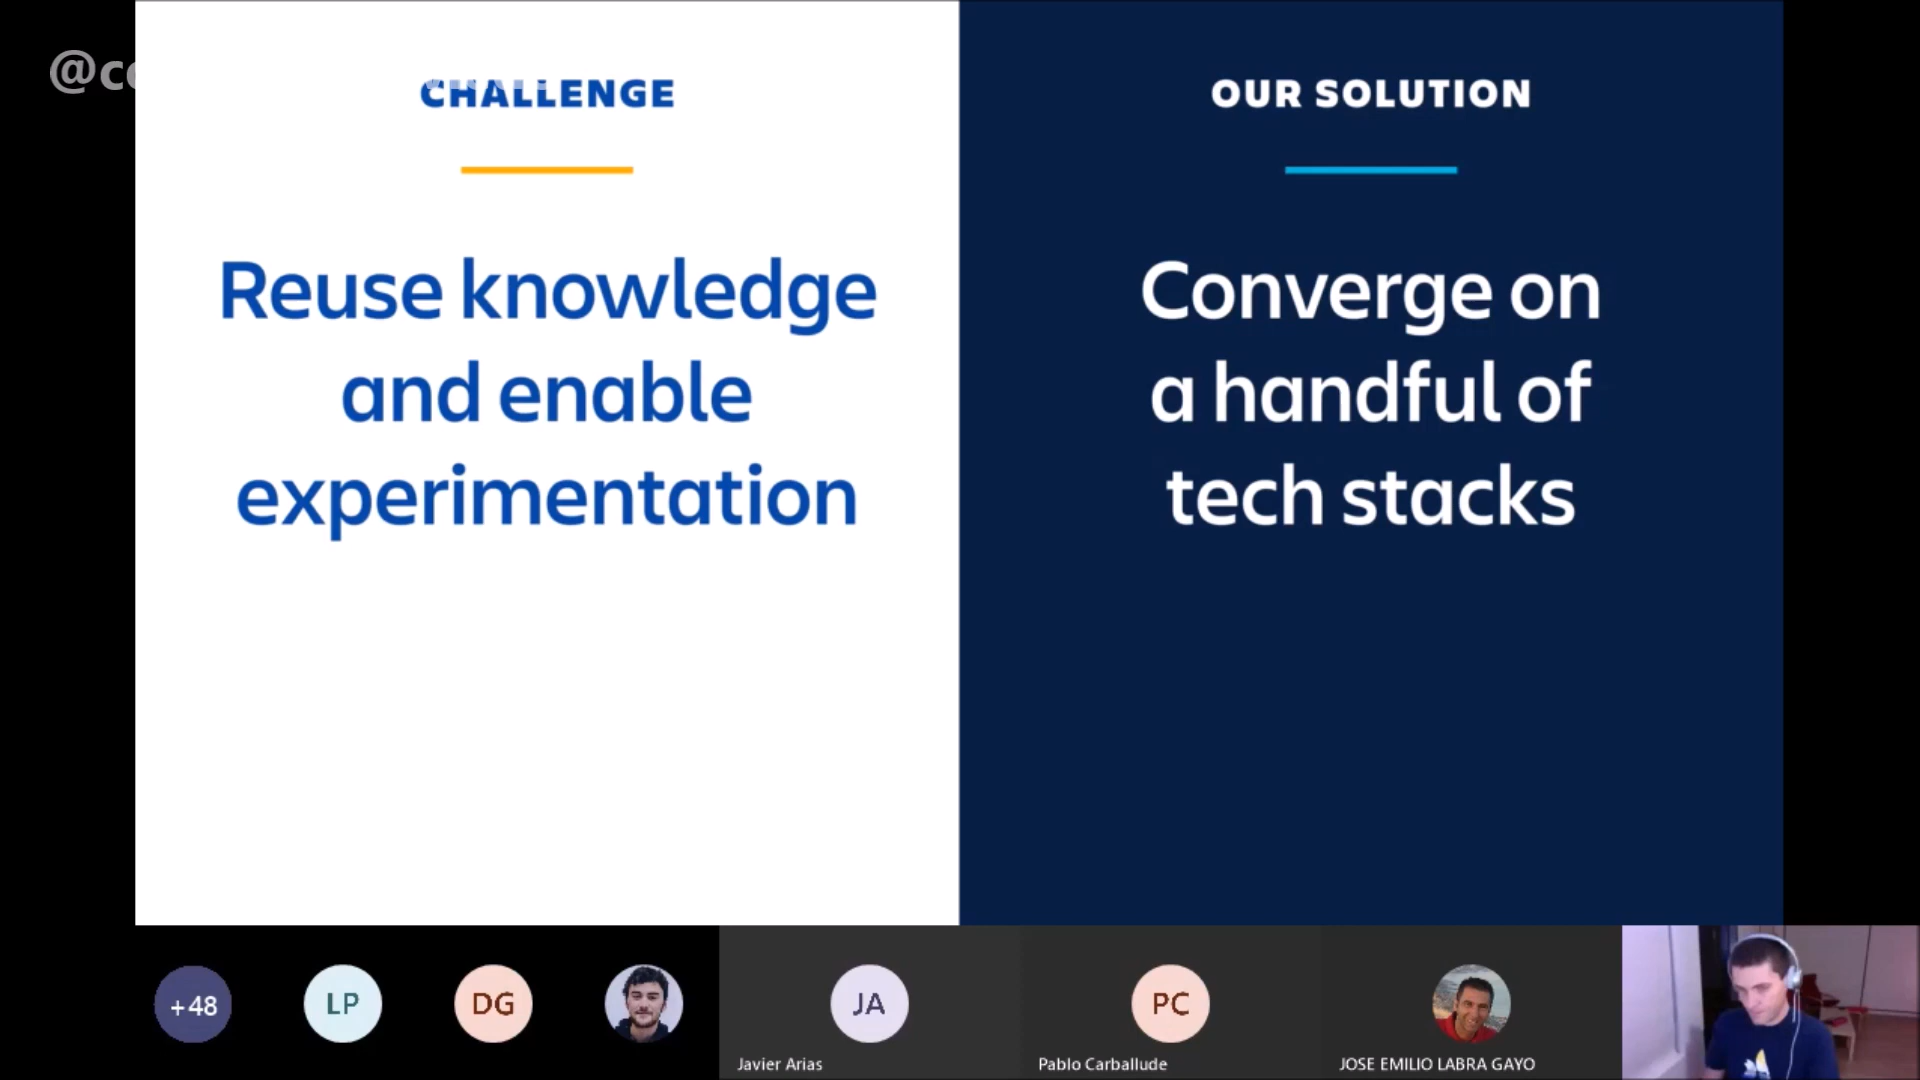 CHALLENGE
Reuse knowledge
and enable
experimentation
OUR SOLUTION
Converge on
a handful of
tech stacks
+48
LP
DG
JA
PC
Javier Arias
Pablo Carballude
JOSE EMILIO LABRA GAYO